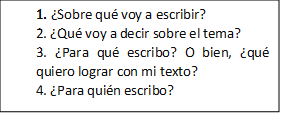 1. ¿Sobre qué voy a escribir?
2. ¿Qué voy a decir sobre el tema?
3. ¿Para qué escribo? O bien, ¿qué
quiero lograr con mi texto?
4. ¿Para quién escribo?